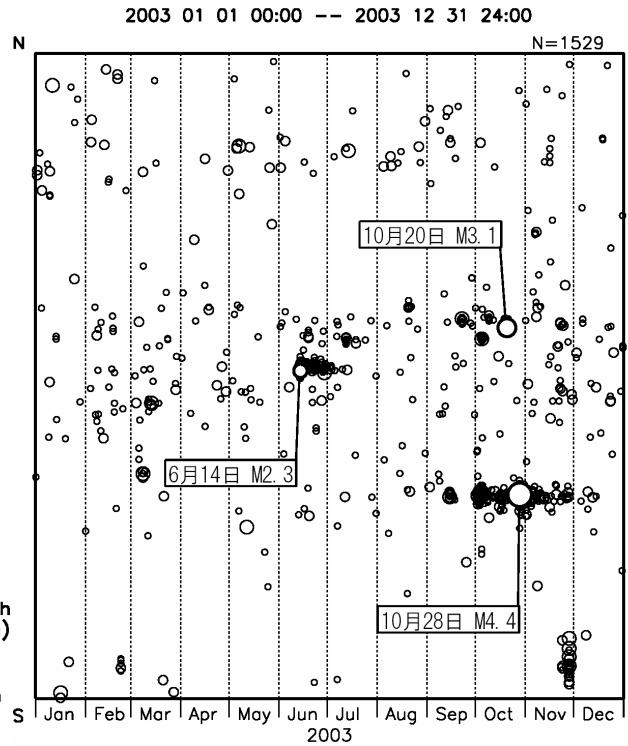 2003 01 01 00:00 -- 2003 12 31 24:00
N
N=1529
10月20日 M3.1
6月14日 M2.3
10月28日 M4.4
h
)
S
Jan Feb Mar Apr May Jun Jul Aug Sep Oct Nov Dec
2003